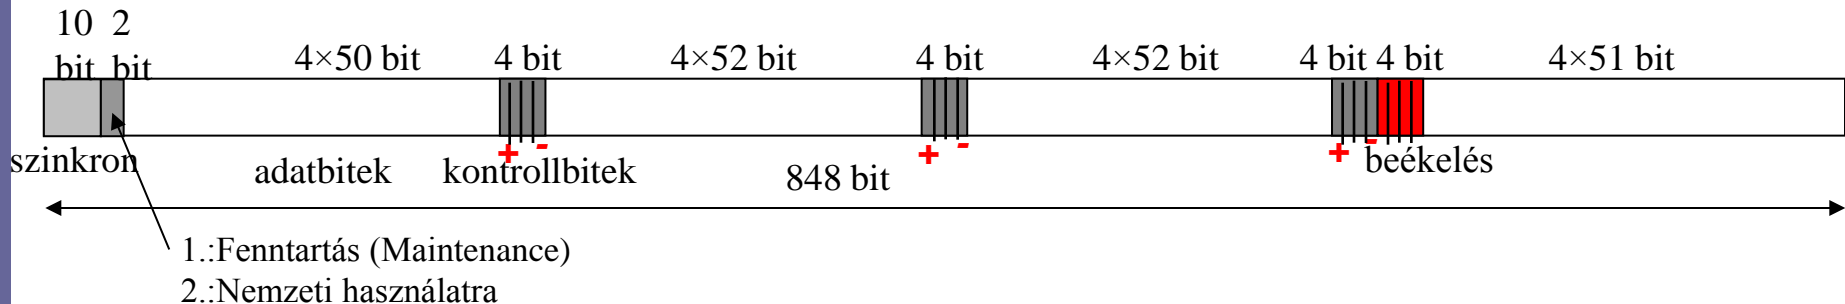 10 2
bit bit
4×50 bit 4 bit 4×52 bit 4 bit 4×52 bit 4 bit 4 bit 4×51 bit
+ - + - + -
szinkron adatbitek kontrollbitek 848 bit beékelés
1.:Fenntartás (Maintenance)
2.:Nemzeti használatra